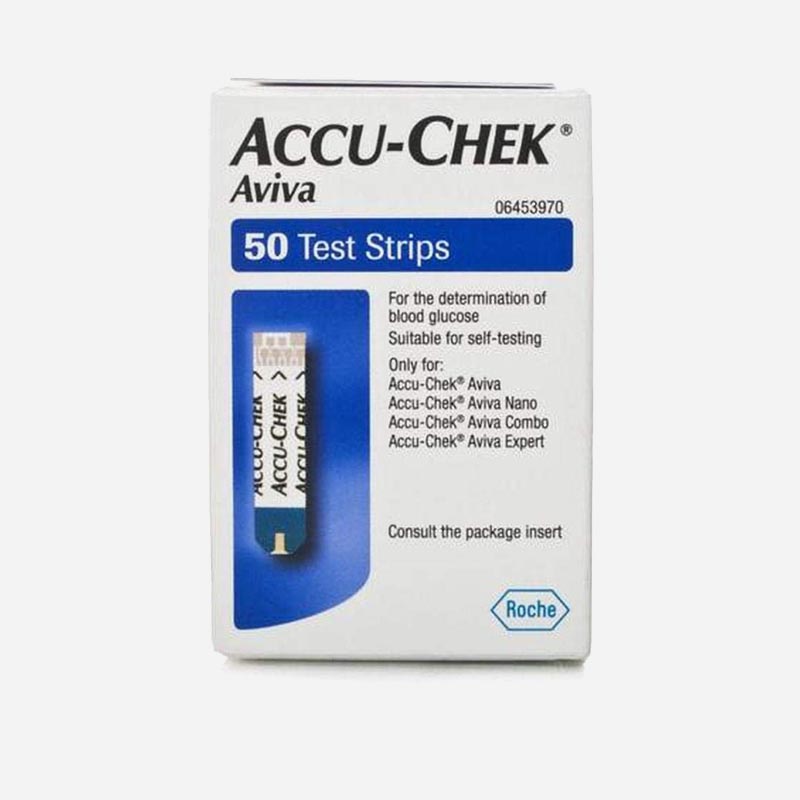 ACCU-CHEK®
Aviva
06453970
50 Test Strips
For the determination of
blood glucose
Suitable for self-testing
Only for:
Accu-Chek® Aviva
Accu-Chek® Aviva Nano
Accu-Chek® Aviva Combo
Accu-Chek® Aviva Expert
ACCU-CHEK
ACCU-CHEK
ACCU-CHEK
Consult the package insert
Roche